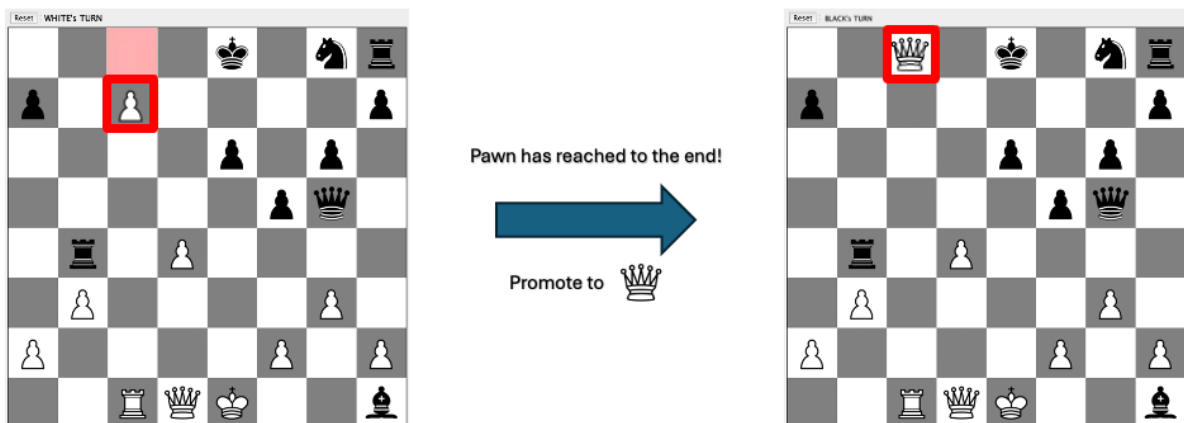 Reset WHITE's TURN
Reset BLACK's TURN
Pawn has reached to the end!
Promote to